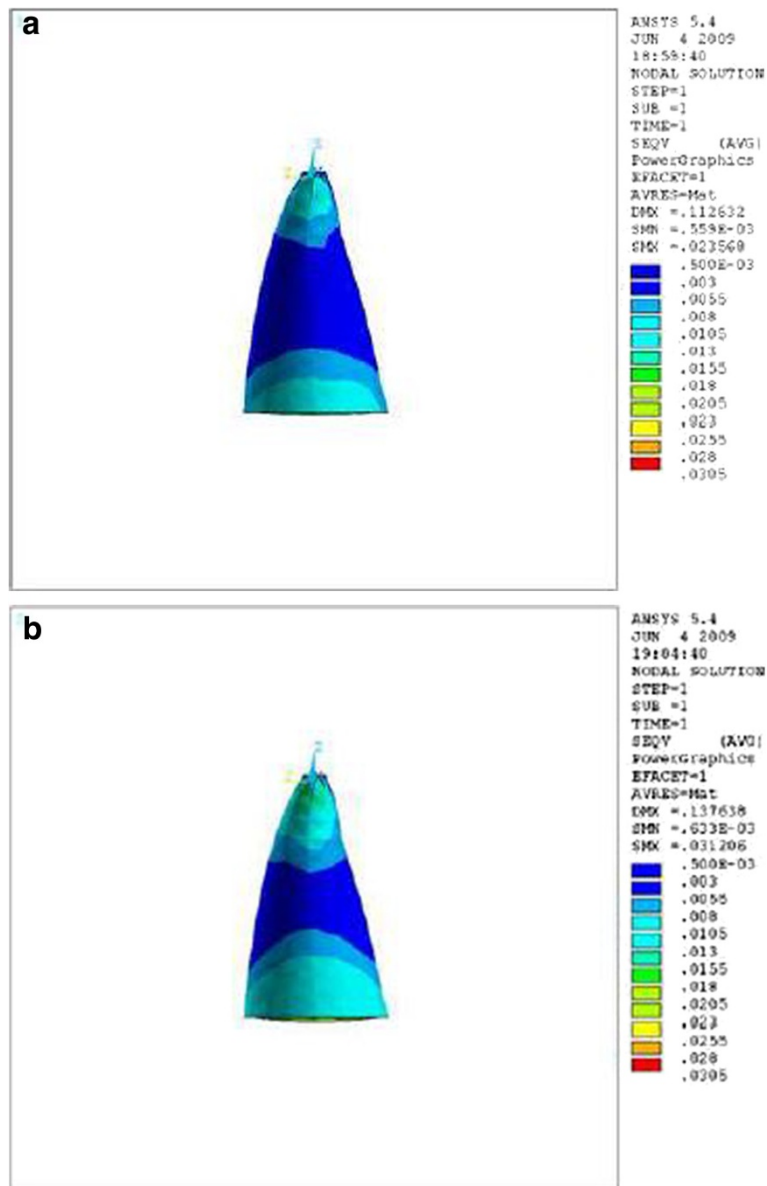 a
ANSYS 5.4
JUN 4 2009
18:59:40
NODAL SOLUTION
STEP=1
SUB =1
TIME=1
SEQV (AVG)
PowerGraphics
EFACET=1
AVRES=Mat
DMX =.112632
SMN =.559E-03
SMX =.023568
.500E-03
.003
.0055
.008
.0105
.013
.0155
.018
.0205
.023
.0255
.028
.0305
b
ANSYS 5.4
JUN 4 2009
19:04:40
NODAL SOLUTION
STEP=1
SUB =1
TIME=1
SEQV (AVG)
PowerGraphics
EFACET=1
AVRES=Mat
DMX =.137638
SMN =.633E-03
SMX =.031206
.500E-03
.003
.0055
.008
.0105
.013
.0155
.018
.0205
.023
.0255
.028
.0305